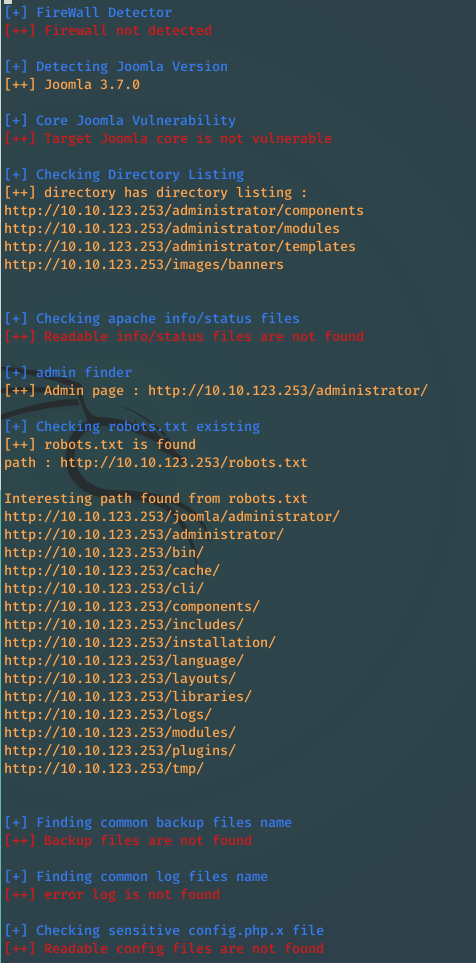 [+] FireWall Detector
[++] Firewall not detected
[+] Detecting Joomla Version
[++] Joomla 3.7.0
[+] Core Joomla Vulnerability
[++] Target Joomla core is not vulnerable
[+] Checking Directory Listing
[++] directory has directory listing :
http://10.10.123.253/administrator/components
http://10.10.123.253/administrator/modules
http://10.10.123.253/administrator/templates
http://10.10.123.253/images/banners
[+] Checking apache info/status files
[++] Readable info/status files are not found
[+] admin finder
[++] Admin page : http://10.10.123.253/administrator/
[+] Checking robots.txt existing
[++] robots.txt is found
path : http://10.10.123.253/robots.txt
Interesting path found from robots.txt
http://10.10.123.253/joomla/administrator/
http://10.10.123.253/administrator/
http://10.10.123.253/bin/
http://10.10.123.253/cache/
http://10.10.123.253/cli/
http://10.10.123.253/components/
http://10.10.123.253/includes/
http://10.10.123.253/installation/
http://10.10.123.253/language/
http://10.10.123.253/layouts/
http://10.10.123.253/libraries/
http://10.10.123.253/logs/
http://10.10.123.253/modules/
http://10.10.123.253/plugins/
http://10.10.123.253/tmp/
[+] Finding common backup files name
[++] Backup files are not found
[+] Finding common log files name
[++] error log is not found
[+] Checking sensitive config.php.x file
[++] Readable config files are not found